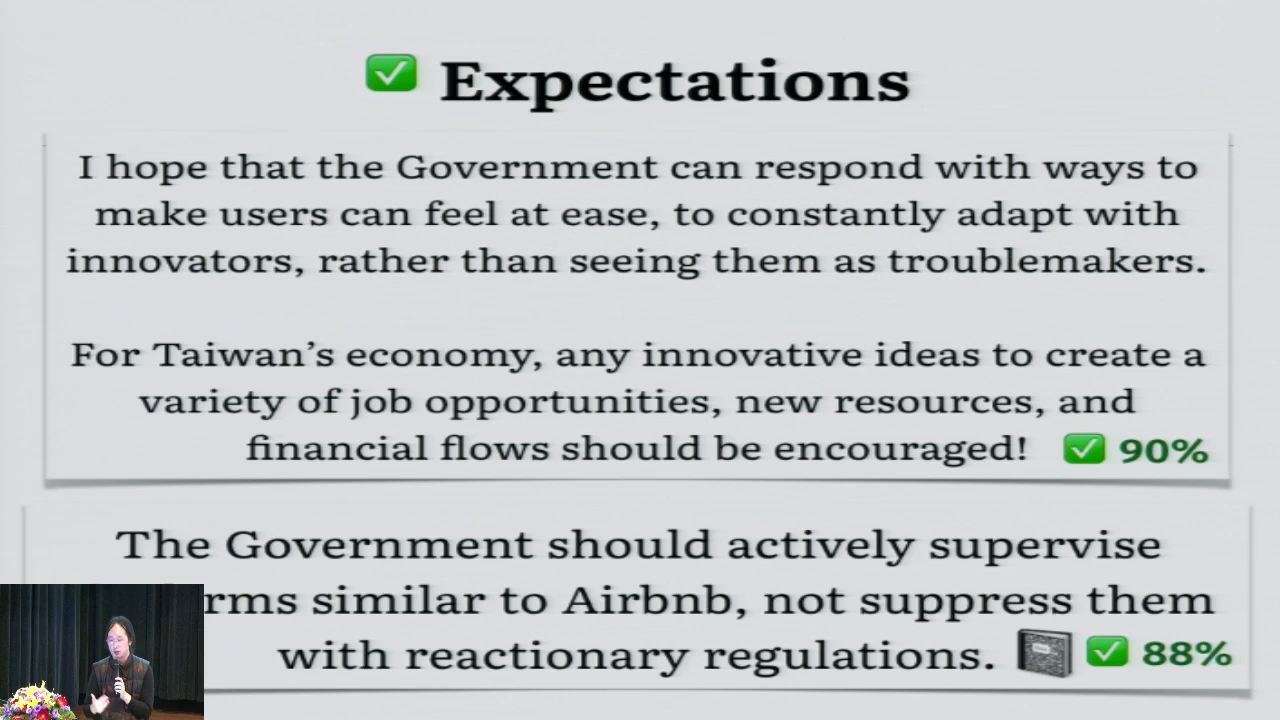 Expectations
I hope that the Government can respond with ways to
make users can feel at ease, to constantly adapt with
innovators, rather than seeing them as troublemakers.
For Taiwan’s economy, any innovative ideas to create a
variety of job opportunities, new resources, and
financial flows should be encouraged! 90%
The Government should actively supervise
rms similar to Airbnb, not suppress them
with reactionary regulations. 88%